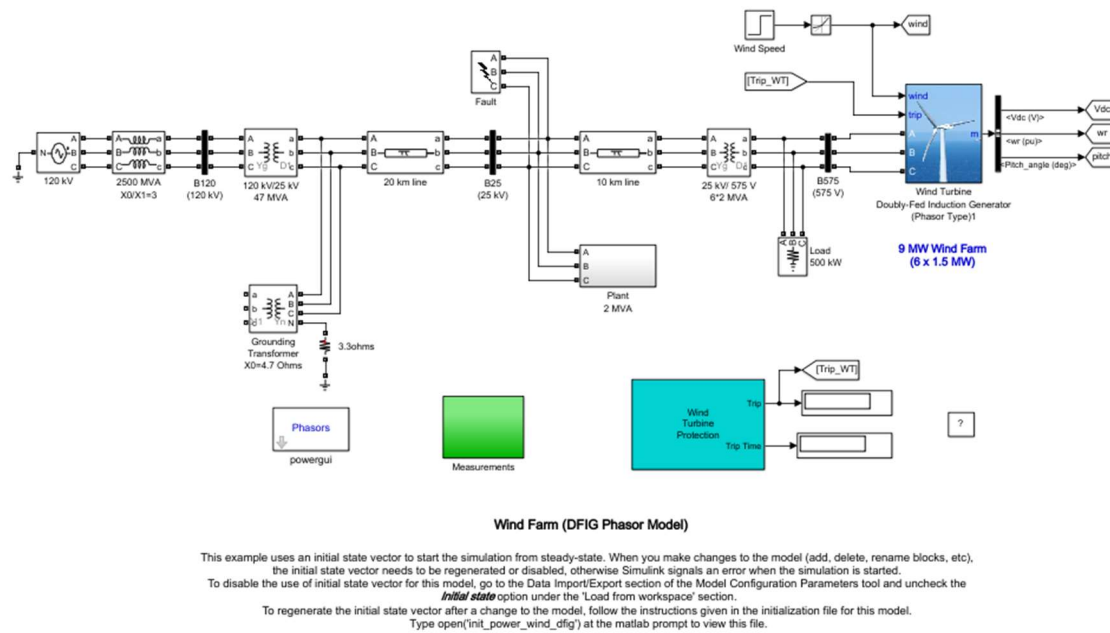 Wind Speed
wind
[Trip_WT]
Fault
A
B
C
wind
trip
A
B
C
m
<Vdc (V)>
<wr (pu)>
<Pitch_angle (deg)>
Vdc
wr
pitch
N
A
B
C
120 kV
A a
B b
C c
2500 MVA
X0/X1=3
B120
(120 kV)
A a
B b
C c
Yg D1
120 kV/25 kV
47 MVA
A a
B b
C c
20 km line
B25
(25 kV)
A a
B b
C c
10 km line
A a
B b
C c
Yg
25 kV/ 575 V
6*2 MVA
B575
(575 V)
Wind Turbine
Doubly-Fed Induction Generator
(Phasor Type)1
A B C
Load
500 kW
9 MW Wind Farm
(6 x 1.5 MW)
A
B
C
Plant
2 MVA
a A
b B
c C
Yn N
Grounding
Transformer
X0=4.7 Ohms
3.3ohms
Phasors
powergui
Measurements
Wind
Turbine
Protection
Trip
Trip Time
[Trip_WT]
?
Wind Farm (DFIG Phasor Model)
This example uses an initial state vector to start the simulation from steady-state. When you make changes to the model (add, delete, rename blocks, etc),
the initial state vector needs to be regenerated or disabled, otherwise Simulink signals an error when the simulation is started.
To disable the use of initial state vector for this model, go to the Data Import/Export section of the Model Configuration Parameters tool and uncheck the
Initial state option under the 'Load from workspace' section.
To regenerate the initial state vector after a change to the model, follow the instructions given in the initialization file for this model.
Type open('init_power_wind_dfig') at the matlab prompt to view this file.